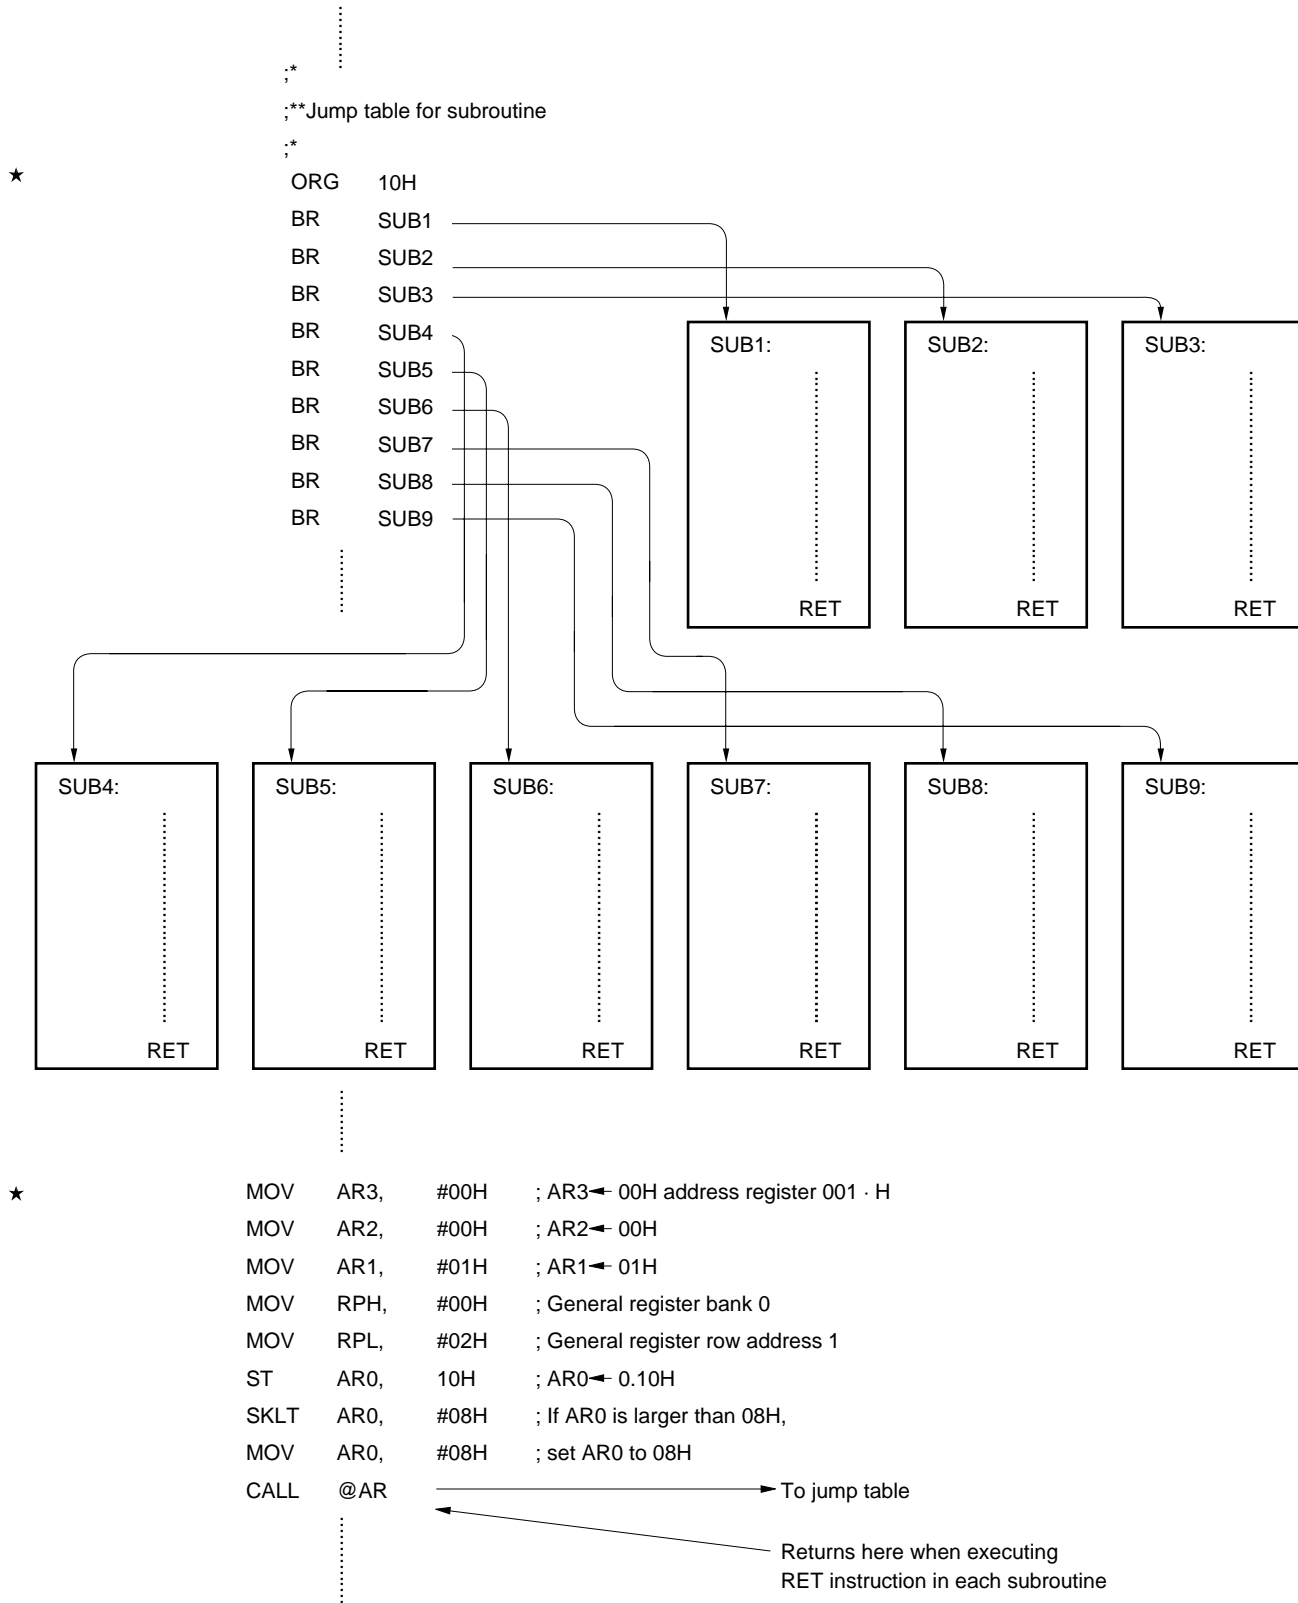 ;*
;**Jump table for subroutine
;*
★ ORG 10H
BR SUB1
BR SUB2
BR SUB3
BR SUB4
BR SUB5
BR SUB6
BR SUB7
BR SUB8
BR SUB9
SUB1: SUB2: SUB3:
RET RET RET
SUB4: SUB5: SUB6: SUB7: SUB8: SUB9:
RET RET RET RET RET RET
★ MOV AR3, #00H ; AR3← 00H address register 001 · H
MOV AR2, #00H ; AR2← 00H
MOV AR1, #01H ; AR1← 01H
MOV RPH, #00H ; General register bank 0
MOV RPL, #02H ; General register row address 1
ST AR0, 10H ; AR0← 0.10H
SKLT AR0, #08H ; If AR0 is larger than 08H,
MOV AR0, #08H ; set AR0 to 08H
CALL @AR To jump table
Returns here when executing
RET instruction in each subroutine